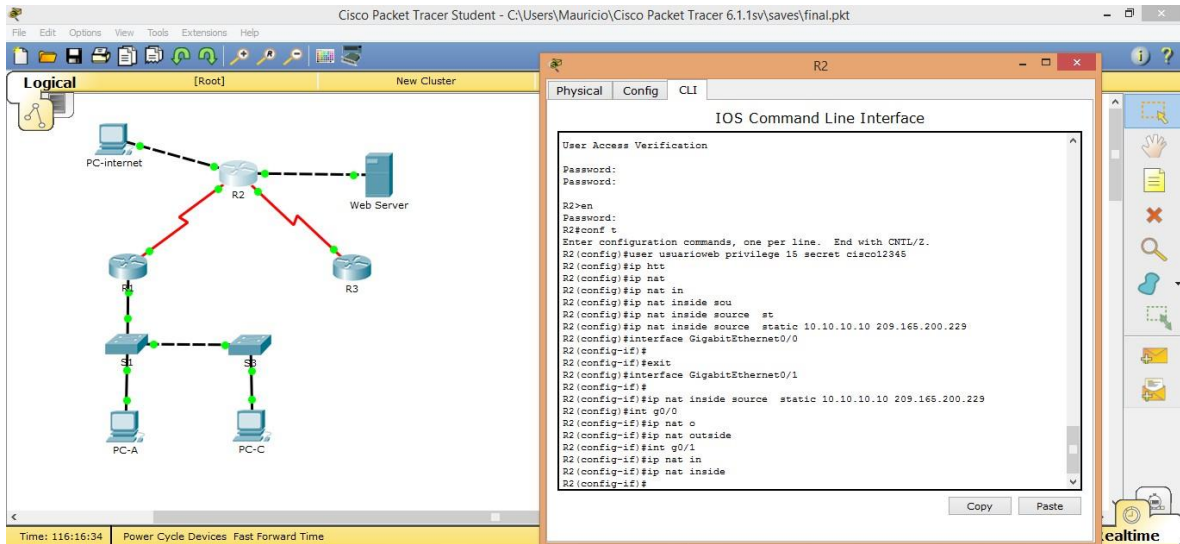 Cisco Packet Tracer Student - C:\Users\Mauricio\Cisco Packet Tracer 6.1.1sv\saves\final.pkt
File Edit Options View Tools Extensions Help
Logical
[Root]
New Cluster
PC-internet
R2
Web Server
R1
R3
S1
S3
PC-A
PC-C
Time: 116:16:34
Power Cycle Devices Fast Forward Time
R2
Physical Config CLI
IOS Command Line Interface
User Access Verification
Password:
Password:
R2>en
Password:
R2#conf t
Enter configuration commands, one per line. End with CNTL/Z.
R2(config)#user usuarioweb privilege 15 secret cisco12345
R2(config)#ip htt
R2(config)#ip nat
R2(config)#ip nat in
R2(config)#ip nat inside sou
R2(config)#ip nat inside source st
R2(config)#ip nat inside source static 10.10.10.10 209.165.200.229
R2(config)#interface GigabitEthernet0/0
R2(config-if)#
R2(config-if)#exit
R2(config)#interface GigabitEthernet0/1
R2(config-if)#
R2(config-if)#ip nat inside source static 10.10.10.10 209.165.200.229
R2(config)#int g0/0
R2(config-if)#ip nat o
R2(config-if)#ip nat outside
R2(config-if)#int g0/1
R2(config-if)#ip nat in
R2(config-if)#ip nat inside
R2(config-if)#
Copy Paste
ealtime